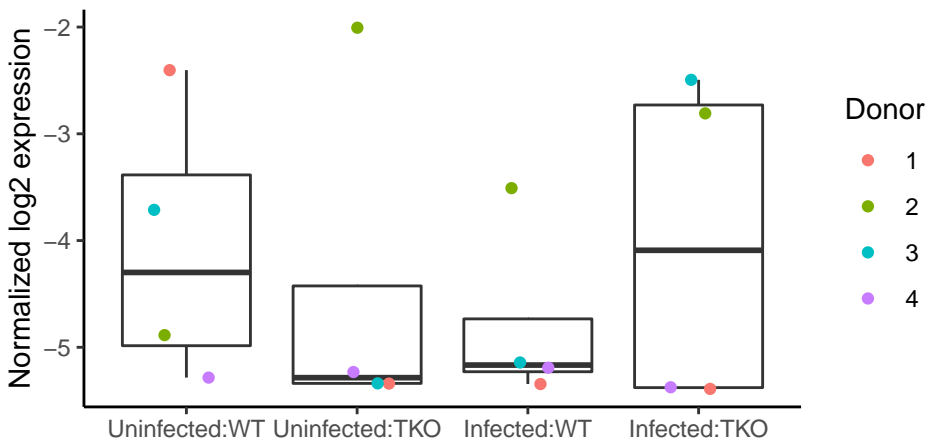 Normalized log2 expression
−2
−3
−4
−5
Uninfected:WT Uninfected:TKO Infected:WT Infected:TKO
Donor
1
2
3
4